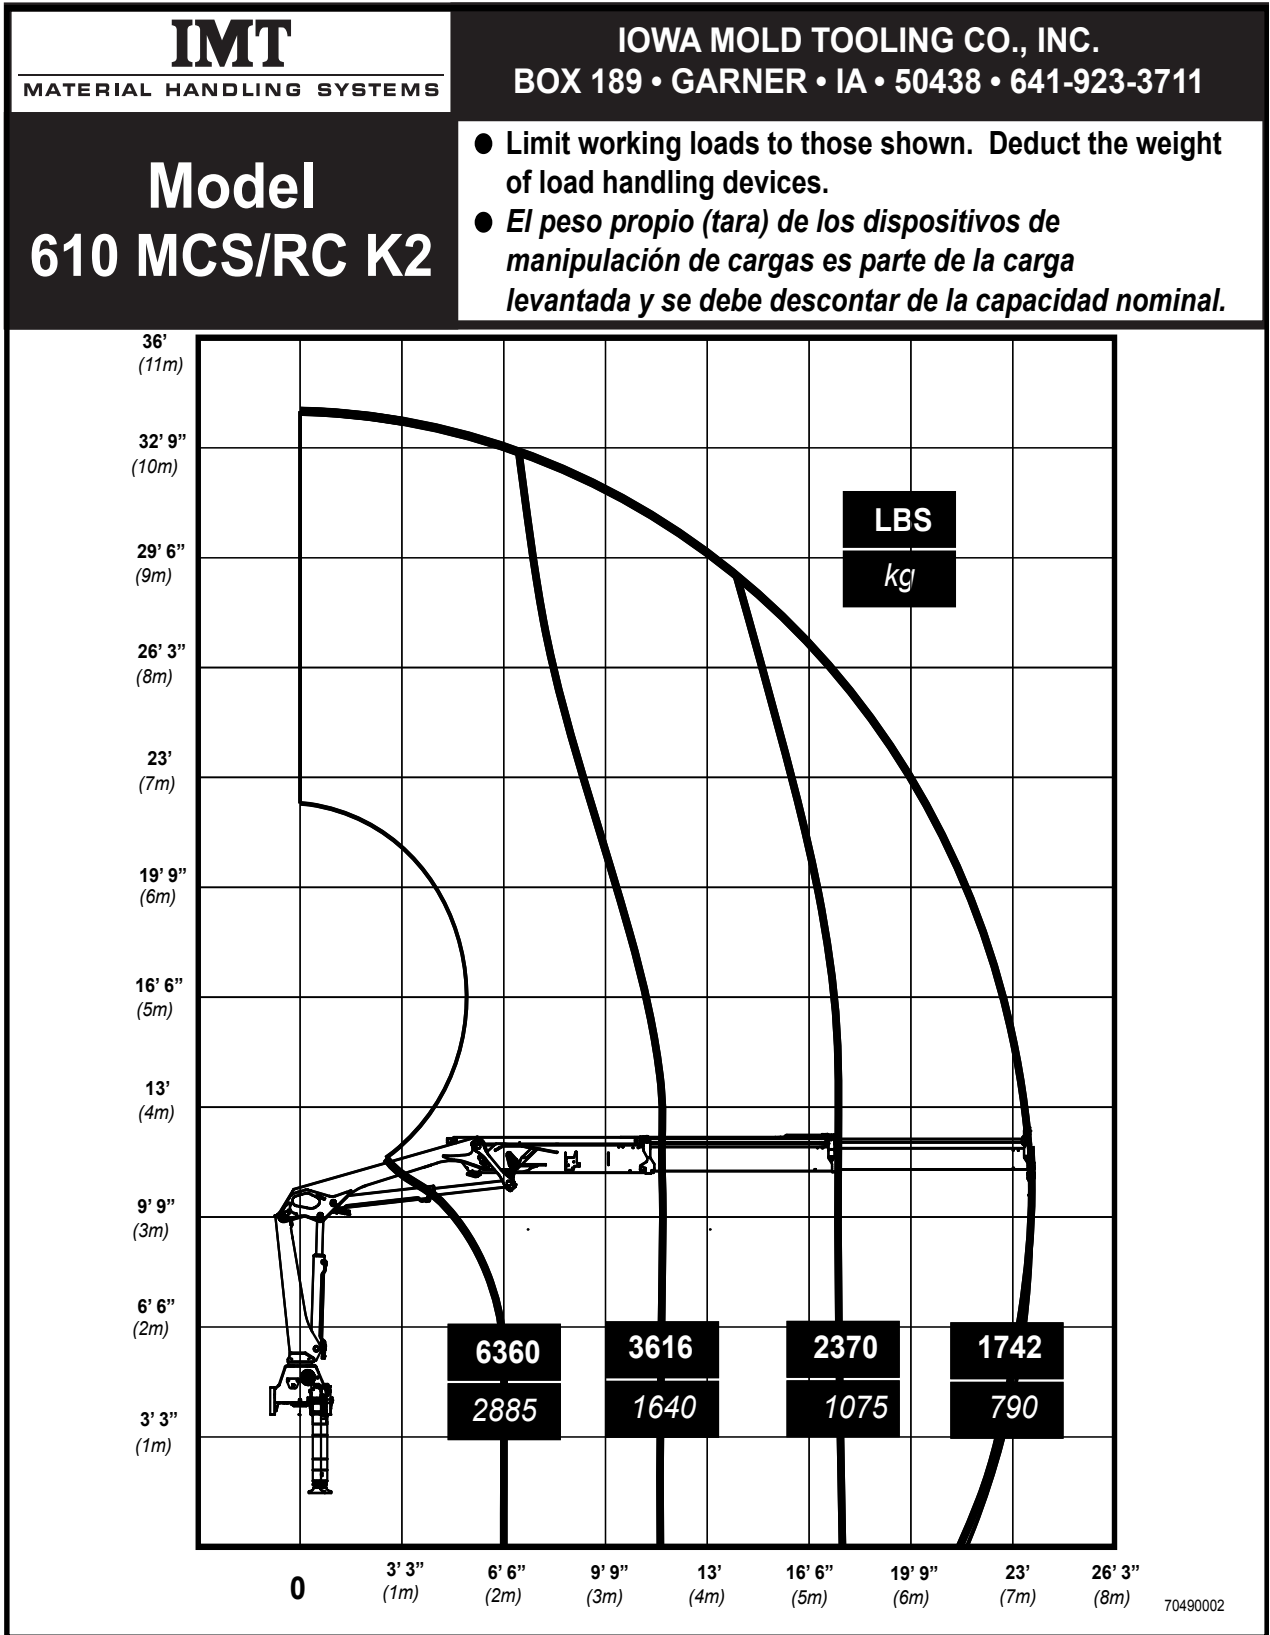 IMT
MATERIAL HANDLING SYSTEMS
IOWA MOLD TOOLING CO., INC.
BOX 189 • GARNER • IA • 50438 • 641-923-3711
Model
610 MCS/RC K2
● Limit working loads to those shown.  Deduct the weight
of load handling devices.
● El peso propio (tara) de los dispositivos de
manipulación de cargas es parte de la carga
levantada y se debe descontar de la capacidad nominal.
36’
(11m)
32’ 9”
(10m)
29’ 6”
(9m)
26’ 3”
(8m)
23’
(7m)
19’ 9”
(6m)
16’ 6”
(5m)
13’
(4m)
9’ 9”
(3m)
6’ 6”
(2m)
3’ 3”
(1m)
LBS
kg
6360
2885
3616
1640
2370
1075
1742
790
0
3’ 3”
(1m)
6’ 6”
(2m)
9’ 9”
(3m)
13’
(4m)
16’ 6”
(5m)
19’ 9”
(6m)
23’
(7m)
26’ 3”
(8m)
70490002